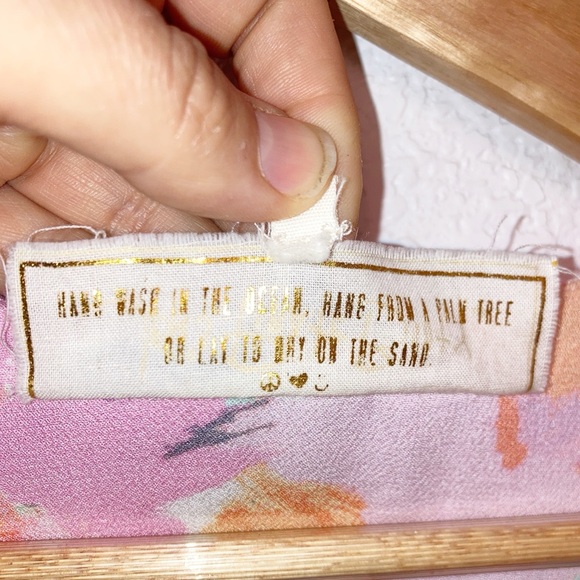 HAND WASH IN THE OCEAN, HANG FROM A PALM TREE
OR LAY TO DRY ON THE SAND.